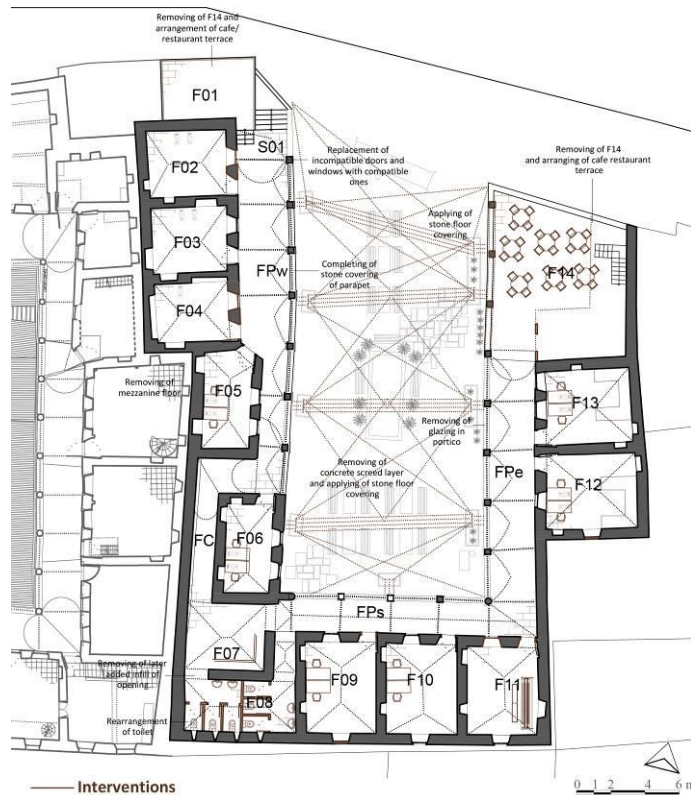 Removing of F14 and
arrangement of cafe/
restaurant terrace
F01
S01
F02
Replacement of
incompatible doors and
windows with compatible
ones
Removing of F14
and arranging of cafe restaurant
terrace
Applying of
stone floor
covering
F03
FPw
Completing of
stone covering
of parapet
F14
F04
F05
Removing of
mezzanine floor
F13
Removing of
glazing in
portico
Removing of
concrete screed layer
and applying of stone floor
covering
FPe
F12
FC
F06
FPs
F07
Removing of later
added infill of
opening
F08
F09
F10
F11
Rearrangement
of toilet
Interventions
0 1 2 4 6 m